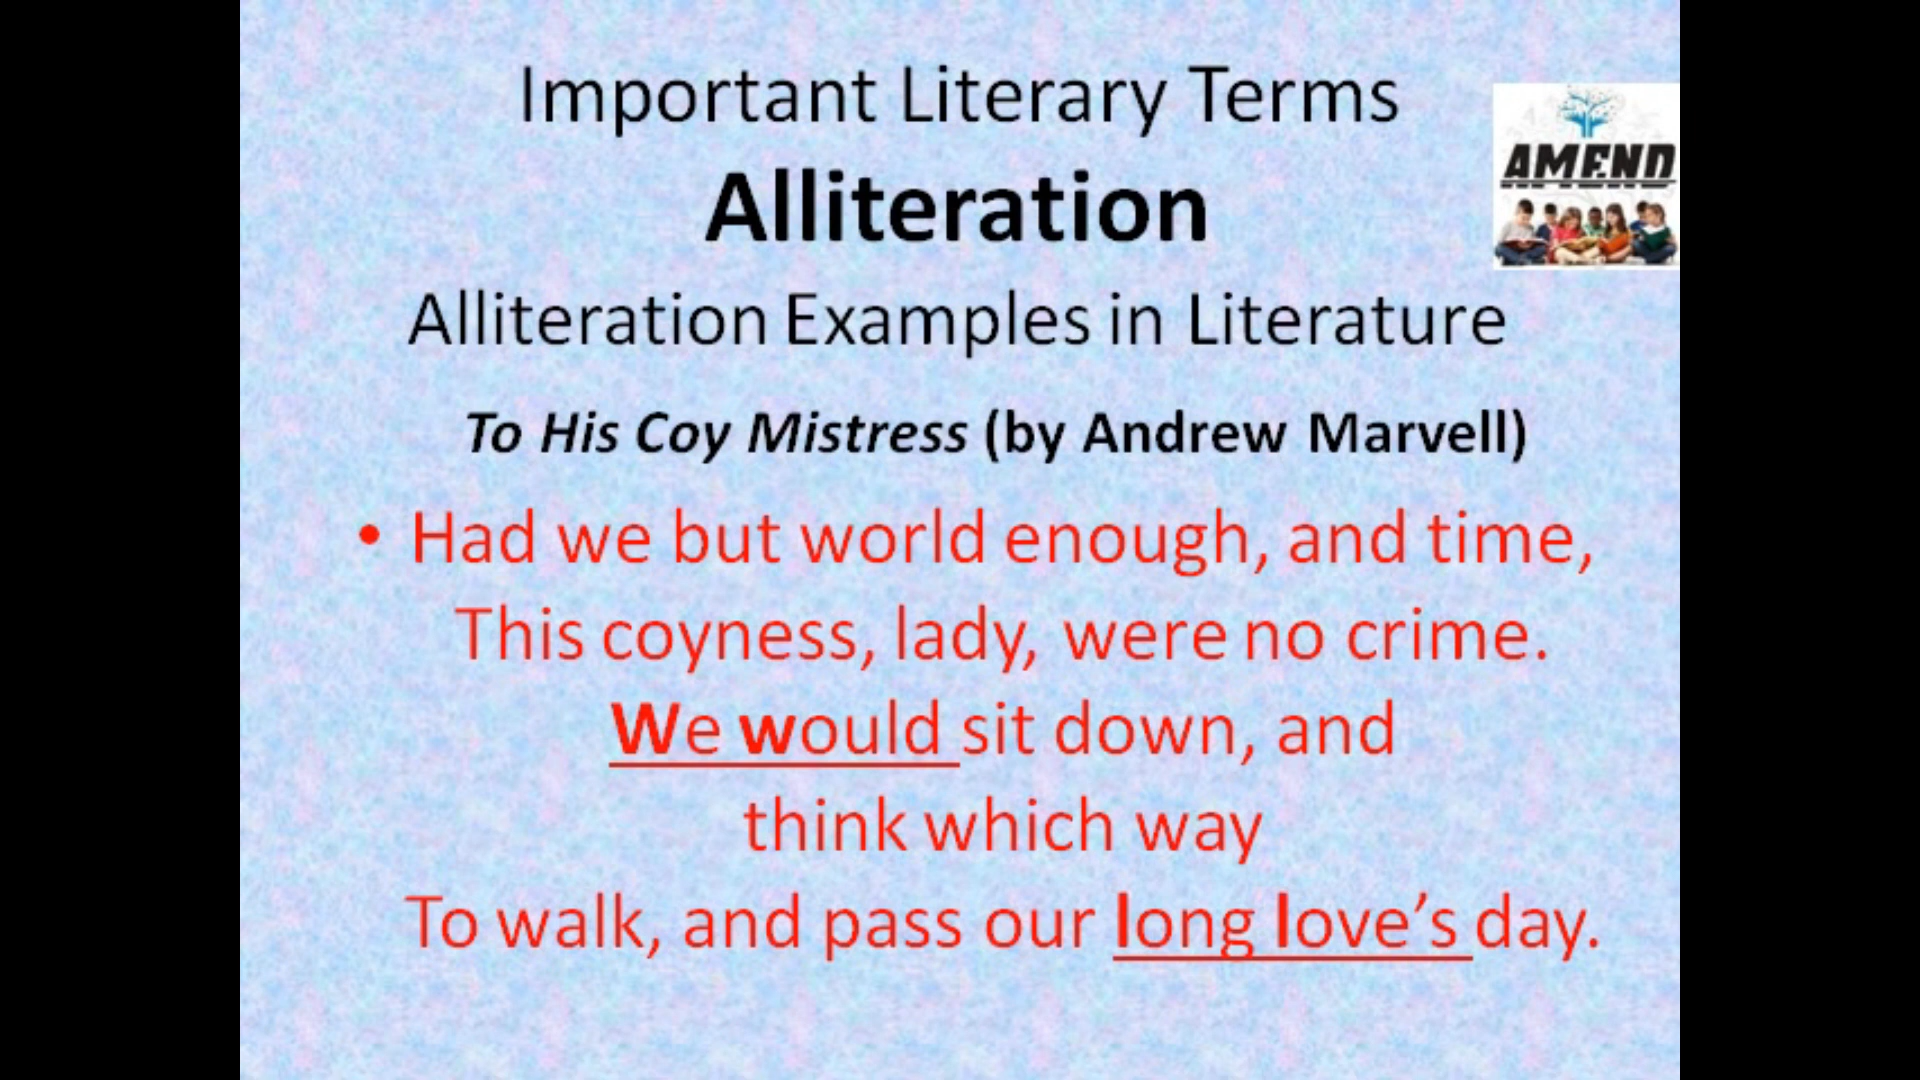 Important Literary Terms
AMEND
Alliteration
Alliteration Examples in Literature
To His Coy Mistress (by Andrew Marvell)
• Had we but world enough, and time,
This coyness, lady, were no crime.
We would sit down, and
think which way
To walk, and pass our long love’s day.